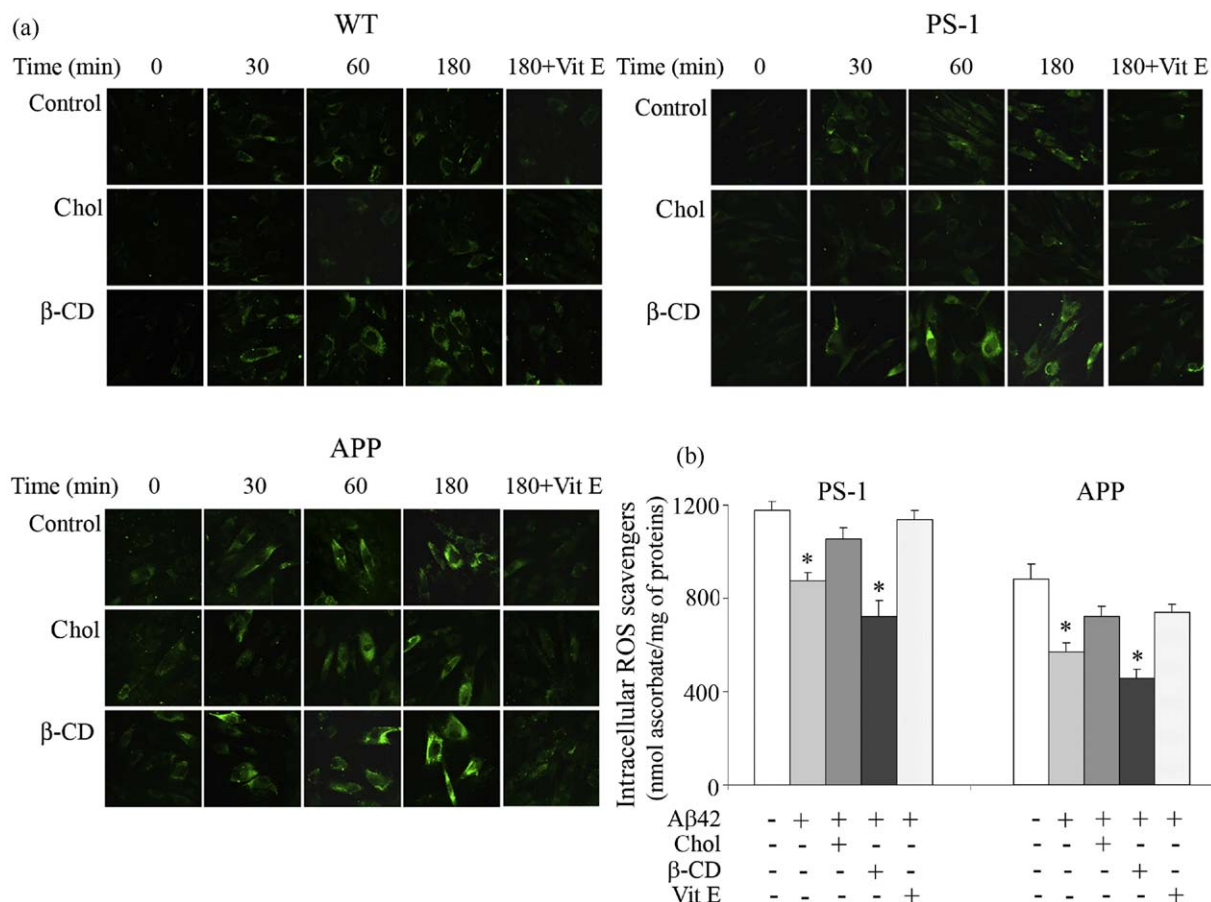 (a)
WT
Time (min) 0 30 60 180 180+Vit E
Control
Chol
β-CD
PS-1
Time (min) 0 30 60 180 180+Vit E
Control
Chol
β-CD
APP
Time (min) 0 30 60 180 180+Vit E
Control
Chol
β-CD
(b)
Intracellular ROS scavengers
(nmol ascorbate/mg of proteins)
1200
800
400
0
PS-1 APP
* * * *
Aβ42 - + + + + - + + + +
Chol - - + - - - - + - -
β-CD - - - + - - - - + -
Vit E - - - - + - - - - +